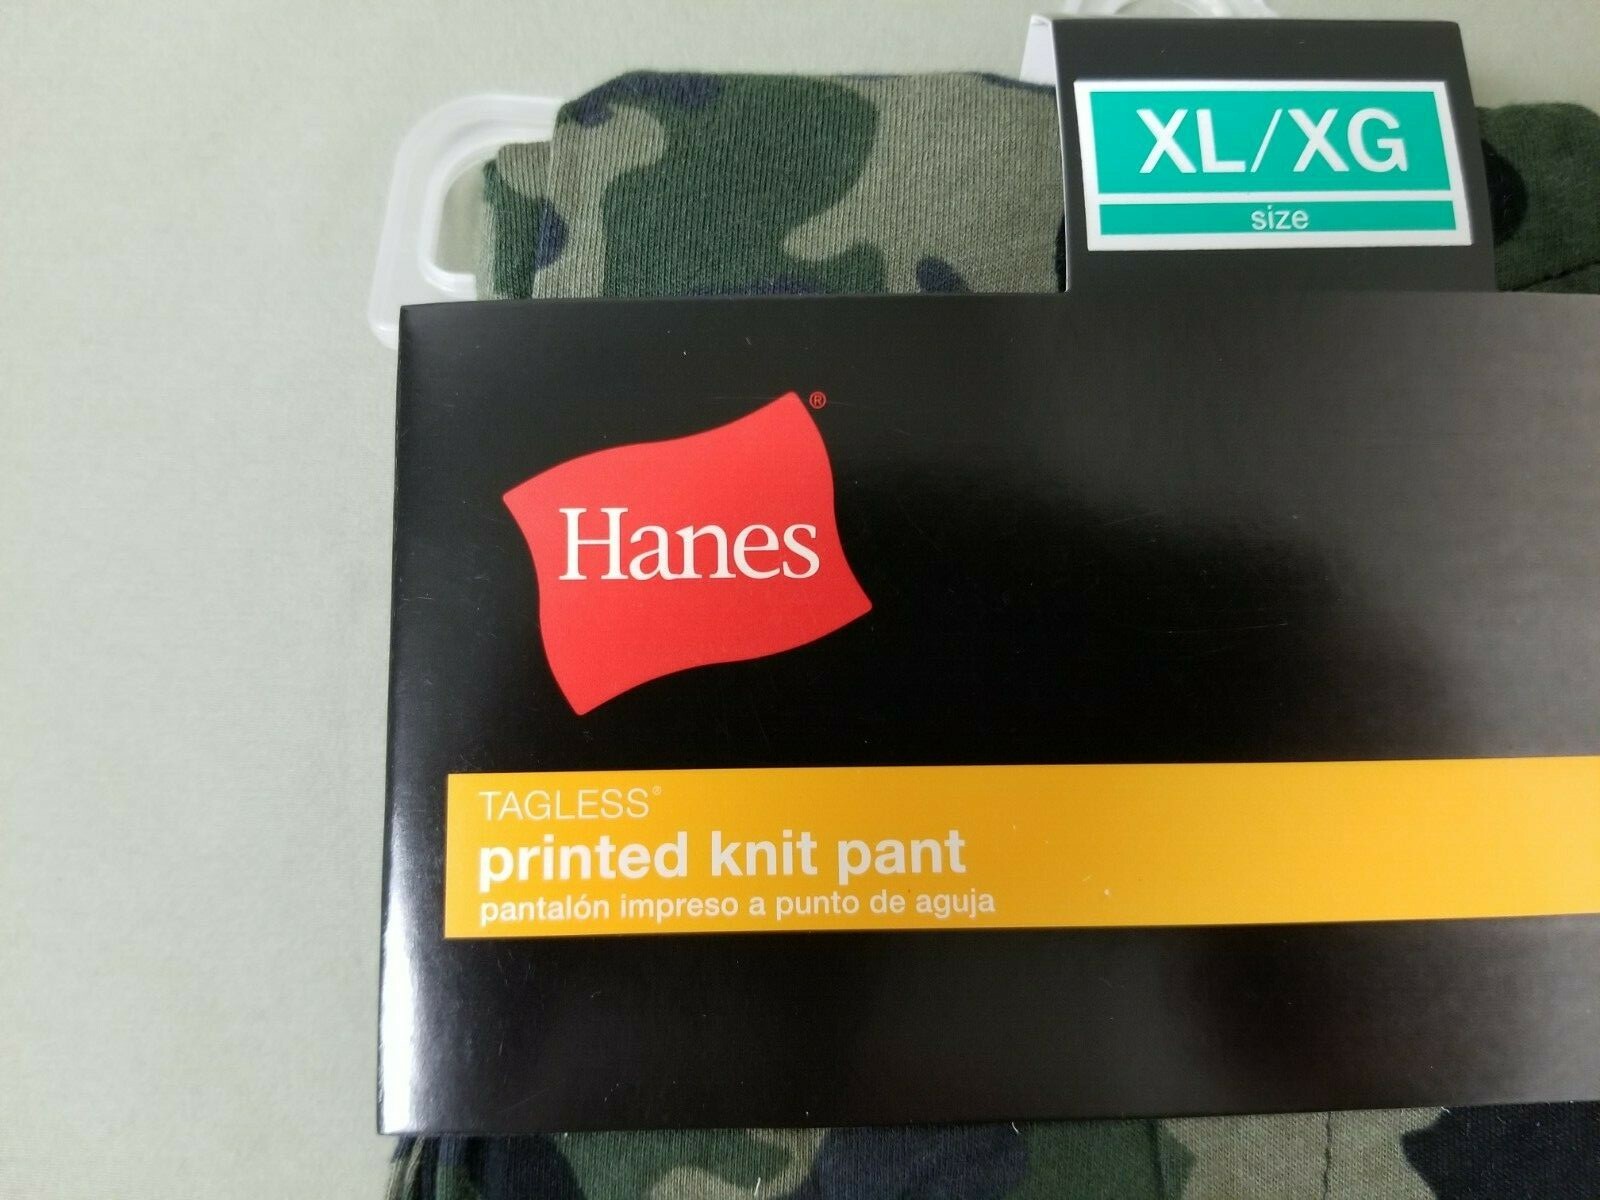 XL/XG
size
Hanes®
TAGLESS®
printed knit pant
pantalón impreso a punto de aguja